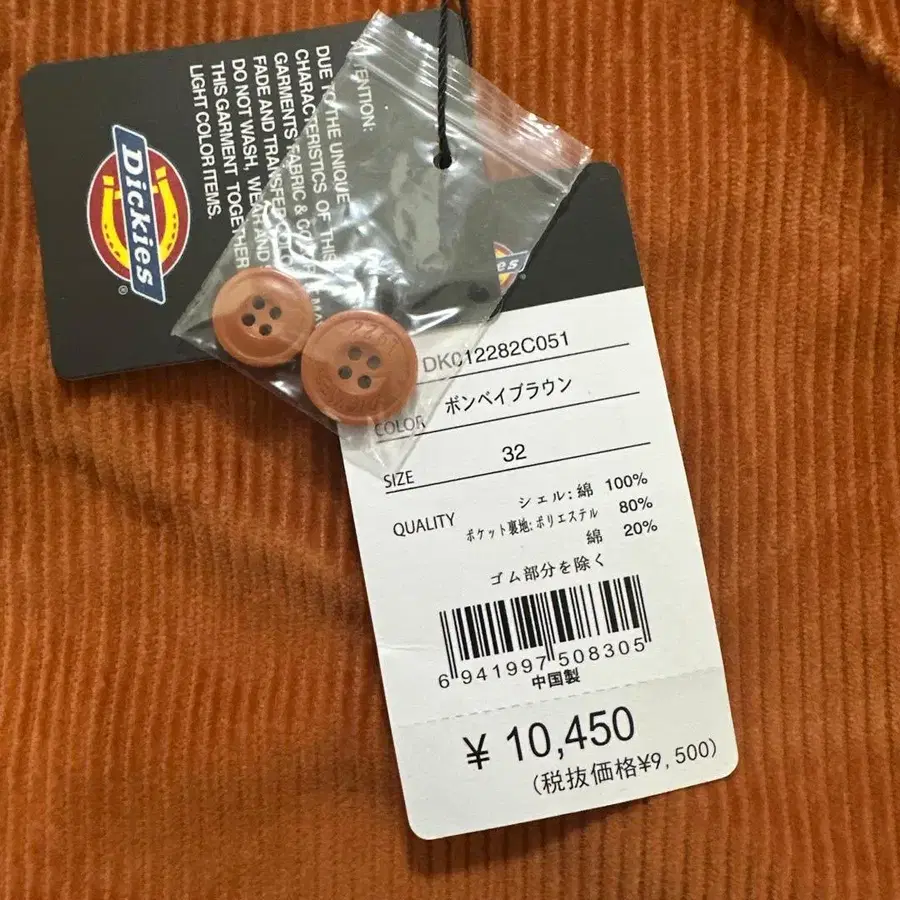 ATTENTION:
DUE TO THE UNIQUE
CHARACTERISTICS OF THIS
GARMENTS FABRIC &
FADE AND TRANSFER
DO NOT WASH, WEAR AND
THIS GARMENT TOGETHER
LIGHT COLOR ITEMS.
Dickies
®
es
DK012282C051
COLOR ボンベイブラウン
SIZE 32
QUALITY シェル:綿 100%
ポケット裏地:ポリエステル 80%
綿 20%
ゴム部分を除く
6 941997 508305
中国製
¥ 10,450
(税抜価格¥9,500)